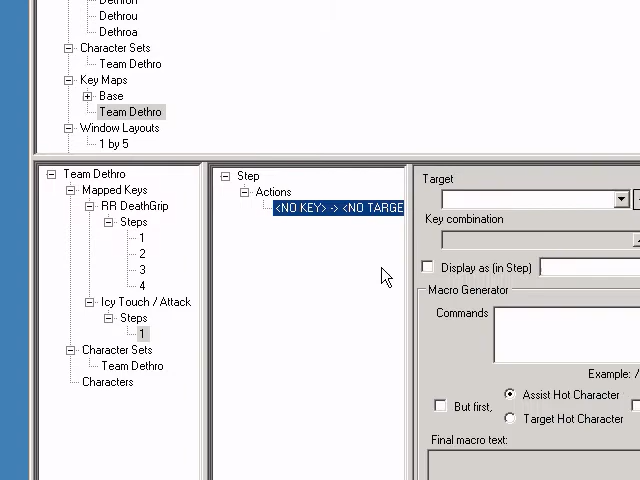 Dethron
Dethrou
Dethroa
Character Sets
Team Dethro
Key Maps
Base
Team Dethro
Window Layouts
1 by 5
Team Dethro
Mapped Keys
RR DeathGrip
Steps
1
2
3
4
Icy Touch / Attack
Steps
1
Character Sets
Team Dethro
Characters
Step
Actions
<NO KEY> -> <NO TARGE
Target
Key combination
Display as (in Step)
Macro Generator
Commands
Example: /
But first,
Assist Hot Character
Target Hot Character
Final macro text: